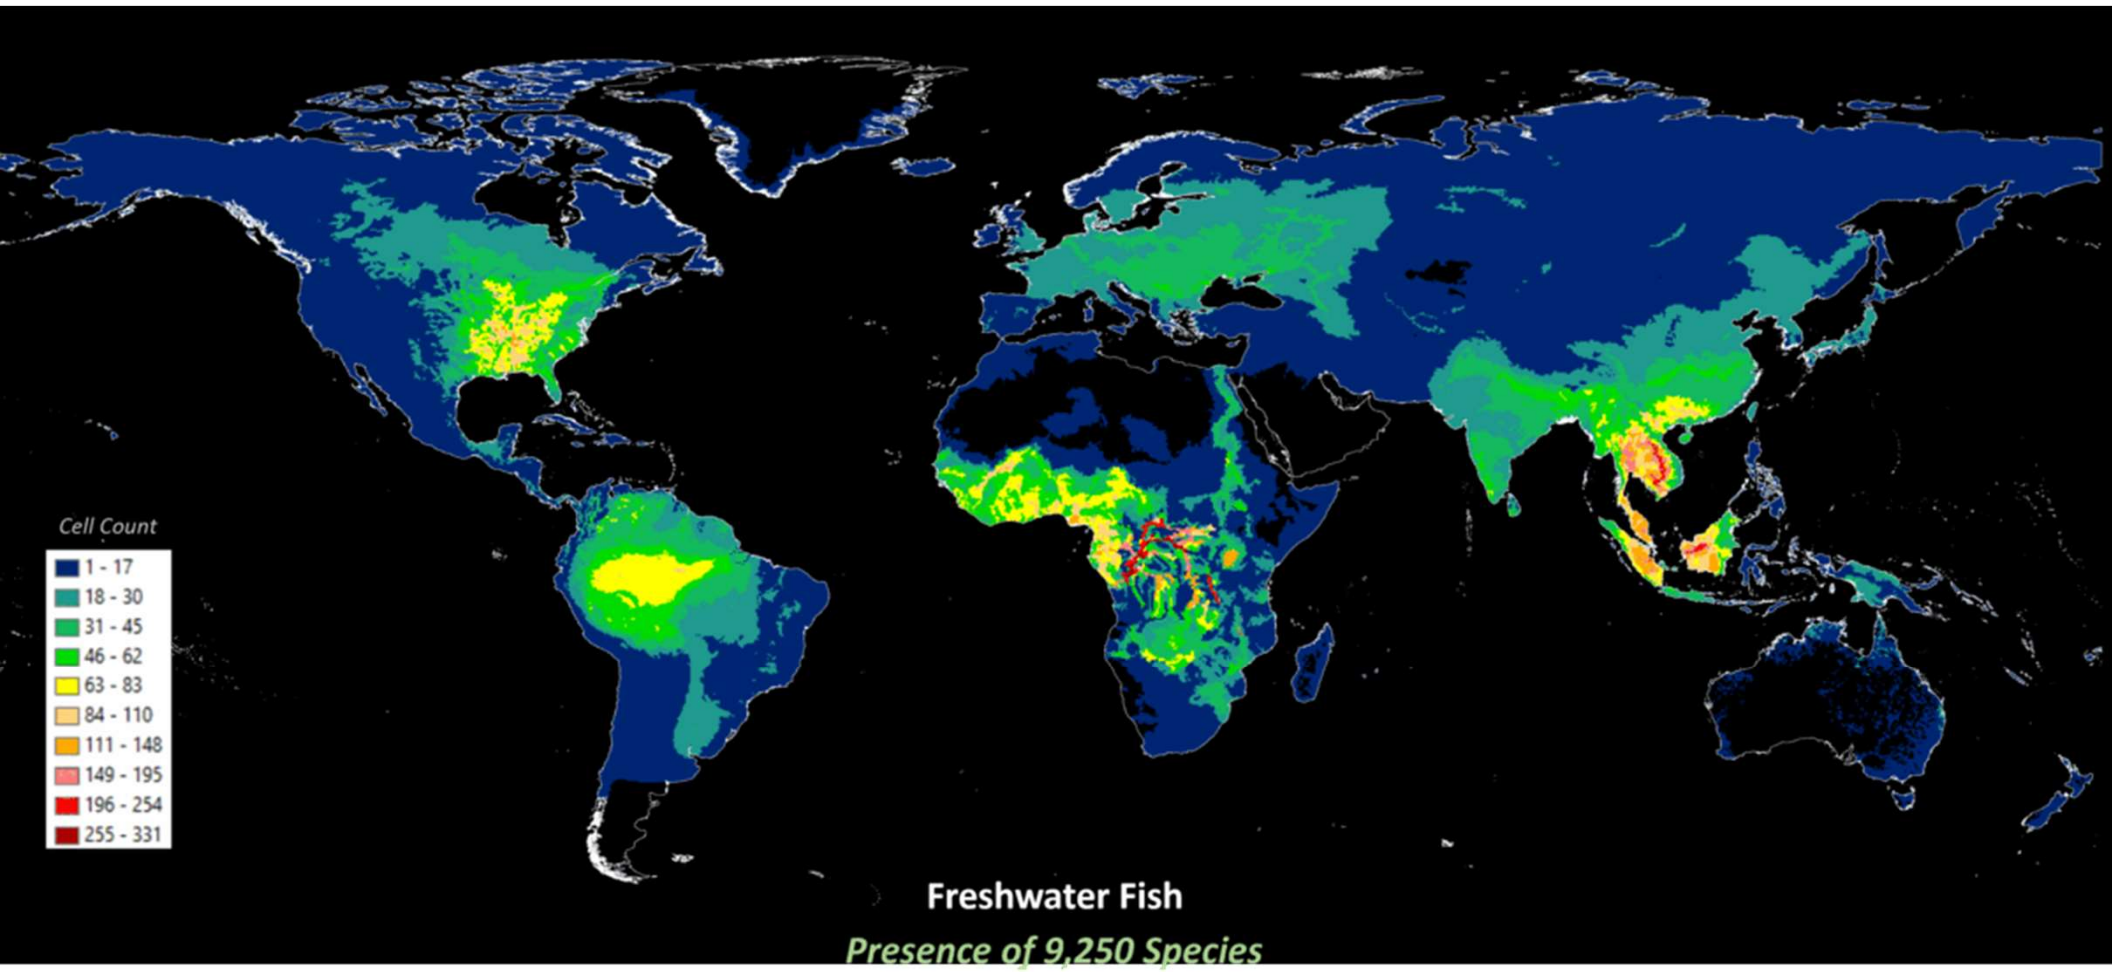 Cell Count
1 - 17
18 - 30
31 - 45
46 - 62
63 - 83
84 - 110
111 - 148
149 - 195
196 - 254
255 - 331
Freshwater Fish
Presence of 9,250 Species